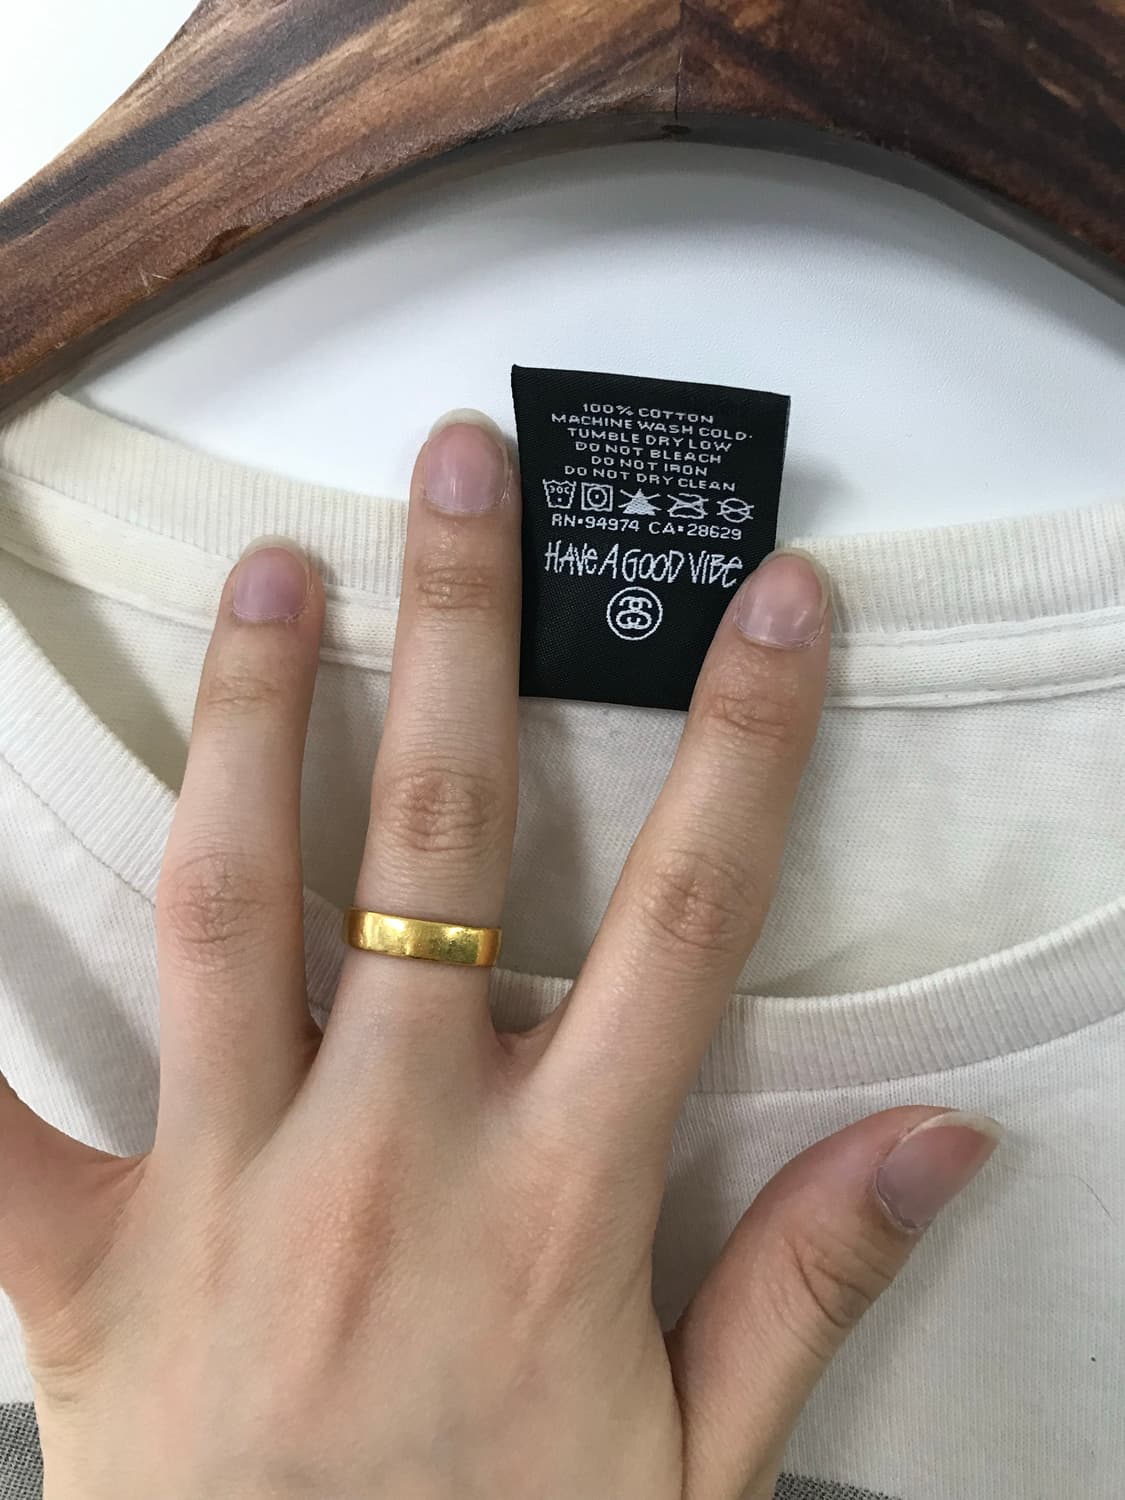 100% COTTON
MACHINE WASH COLD.
TUMBLE DRY LOW
DO NOT BLEACH
DO NOT IRON
DO NOT DRY CLEAN
30C
RN•94974 CA•28629
HAVE A GOOD VIBE